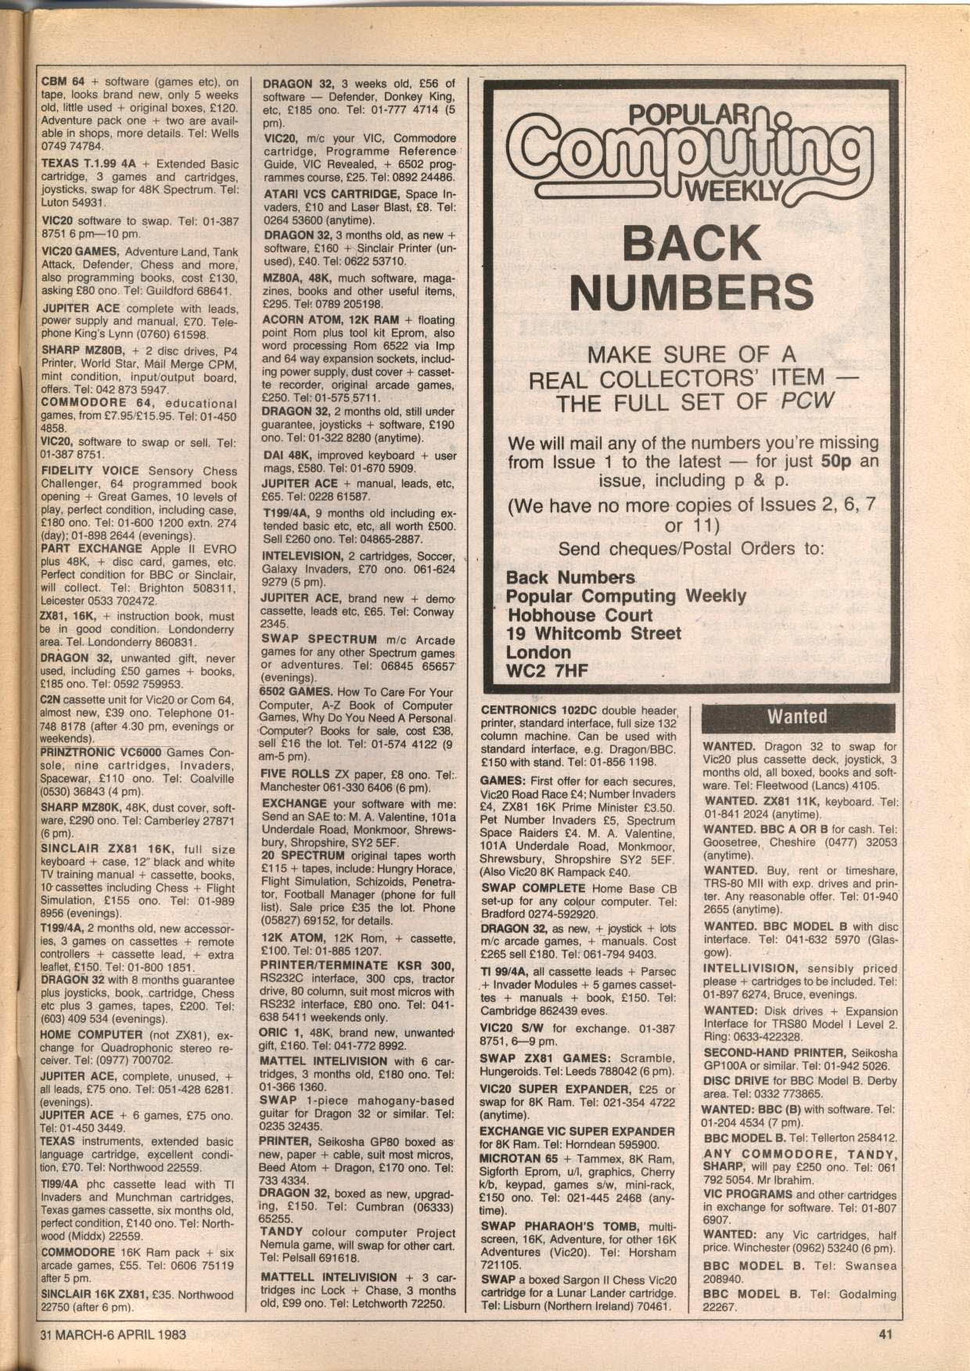 CBM 64 + software (games etc), on
tape, looks brand new, only 5 weeks
old, little used + original boxes, £120.
Adventure pack one + two are avail-
able in shops, more details. Tel: Wells
0749 74784.
TEXAS T.1.99 4A + Extended Basic
cartridge, 3 games and cartridges,
joysticks, swap for 48K Spectrum. Tel:
Luton 54931.
VIC20 software to swap. Tel: 01-387
8751 6 pm—10 pm.
VIC20 GAMES, Adventure Land, Tank
Attack, Defender, Chess and more,
also programming books, cost £130,
asking £80 ono. Tel: Guildford 68641.
JUPITER ACE complete with leads,
power supply and manual, £70. Tele-
phone King's Lynn (0760) 61598.
SHARP MZ80B, + 2 disc drives, P4
Printer, World Star, Mail Merge CPM,
mint condition, input/output board,
offers. Tel: 042 873 5947.
COMMODORE 64, educational
games, from £7.95/£15.95. Tel: 01-450
4858.
VIC20, software to swap or sell. Tel:
01-387 8751.
FIDELITY VOICE Sensory Chess
Challenger, 64 programmed book
opening + Great Games, 10 levels of
play, perfect condition, including case,
£180 ono. Tel: 01-600 1200 extn. 274
(day); 01-898 2644 (evenings).
PART EXCHANGE Apple II EVRO
plus 48K, + disc card, games, etc.
Perfect condition for BBC or Sinclair,
will collect. Tel: Brighton 508311,
Leicester 0533 702472.
ZX81, 16K, + instruction book, must
be in good condition. Londonderry
area. Tel. Londonderry 860831.
DRAGON 32, unwanted gift, never
used, including £50 games + books,
£185 ono. Tel: 0592 759953.
C2N cassette unit for Vic20 or Com 64,
almost new, £39 ono. Telephone 01-
748 8178 (after 4.30 pm, evenings or
weekends).
PRINZTRONIC VC6000 Games Con-
sole, nine cartridges, Invaders,
Spacewar, £110 ono. Tel: Coalville
(0530) 36843 (4 pm).
SHARP MZ80K, 48K, dust cover, soft-
ware, £290 ono. Tel: Camberley 27871
(6 pm).
SINCLAIR ZX81 16K, full size
keyboard + case, 12" black and white
TV training manual + cassette, books,
10 cassettes including Chess + Flight
Simulation, £155 ono. Tel: 01-989
8956 (evenings).
T199/4A, 2 months old, new accessor-
ies, 3 games on cassettes + remote
controllers + cassette lead, + extra
leaflet, £150. Tel: 01-800 1851.
DRAGON 32 with 8 months guarantee
plus joysticks, book, cartridge, Chess
etc plus 3 games, tapes, £200. Tel:
(603) 409 534 (evenings).
HOME COMPUTER (not ZX81), ex-
change for Quadrophonic stereo re-
ceiver. Tel: (0977) 700702.
JUPITER ACE, complete, unused, +
all leads, £75 ono. Tel: 051-428 6281.
(evenings).
JUPITER ACE + 6 games, £75 ono.
Tel: 01-450 3449.
TEXAS instruments, extended basic
language cartridge, excellent condi-
tion, £70. Tel: Northwood 22559.
TI99/4A phc cassette lead with TI
Invaders and Munchman cartridges,
Texas games cassette, six months old,
perfect condition, £140 ono. Tel: North-
wood (Middx) 22559.
COMMODORE 16K Ram pack + six
arcade games, £55. Tel: 0606 75119
after 5 pm.
SINCLAIR 16K ZX81, £35. Northwood
22750 (after 6 pm).
DRAGON 32, 3 weeks old, £56 of
software — Defender, Donkey King,
etc, £185 ono. Tel: 01-777 4714 (5
pm).
VIC20, m/c your VIC, Commodore
cartridge, Programme Reference
Guide, VIC Revealed, + 6502 prog-
rammes course, £25. Tel: 0892 24486.
ATARI VCS CARTRIDGE, Space In-
vaders, £10 and Laser Blast, £8. Tel:
0264 53600 (anytime).
DRAGON 32, 3 months old, as new +
software, £160 + Sinclair Printer (un-
used), £40. Tel: 0622 53710.
MZ80A, 48K, much software, maga-
zines, books and other useful items,
£295. Tel: 0789 205198.
ACORN ATOM, 12K RAM + floating
point Rom plus tool kit Eprom, also
word processing Rom 6522 via Imp
and 64 way expansion sockets, includ-
ing power supply, dust cover + casset-
te recorder, original arcade games,
£250. Tel: 01-575 5711.
DRAGON 32, 2 months old, still under
guarantee, joysticks + software, £190
ono. Tel: 01-322 8280 (anytime).
DAI 48K, improved keyboard + user
mags, £580. Tel: 01-670 5909.
JUPITER ACE + manual, leads, etc,
£65. Tel: 0228 61587.
T199/4A, 9 months old including ex-
tended basic etc, etc, all worth £500.
Sell £260 ono. Tel: 04865-2887.
INTELEVISION, 2 cartridges, Soccer,
Galaxy Invaders, £70 ono. 061-624
9279 (5 pm).
JUPITER ACE, brand new + demo
cassette, leads etc, £65. Tel: Conway
2345.
SWAP SPECTRUM m/c Arcade
games for any other Spectrum games
or adventures. Tel: 06845 65657
(evenings).
6502 GAMES. How To Care For Your
Computer, A-Z Book of Computer
Games, Why Do You Need A Personal
Computer? Books for sale, cost £38,
sell £16 the lot. Tel: 01-574 4122 (9
am-5 pm).
FIVE ROLLS ZX paper, £8 ono. Tel:
Manchester 061-330 6406 (6 pm).
EXCHANGE your software with me:
Send an SAE to: M. A. Valentine, 101a
Underdale Road, Monkmoor, Shrews-
bury, Shropshire, SY2 5EF.
20 SPECTRUM original tapes worth
£115 + tapes, include: Hungry Horace,
Flight Simulation, Schizoids, Penetra-
tor, Football Manager (phone for full
list). Sale price £35 the lot. Phone
(05827) 69152, for details.
12K ATOM, 12K Rom, + cassette,
£100. Tel: 01-885 1207.
PRINTER/TERMINATE KSR 300,
RS232C interface, 300 cps, tractor
drive, 80 column, suit most micros with
RS232 interface, £80 ono. Tel: 041-
638 5411 weekends only.
ORIC 1, 48K, brand new, unwanted
gift, £160. Tel: 041-772 8992.
MATTEL INTELIVISION with 6 car-
tridges, 3 months old, £180 ono. Tel:
01-366 1360.
SWAP 1-piece mahogany-based
guitar for Dragon 32 or similar. Tel:
0235 32435.
PRINTER, Seikosha GP80 boxed as
new, paper + cable, suit most micros,
Beed Atom + Dragon, £170 ono. Tel:
733 4334.
DRAGON 32, boxed as new, upgrad-
ing, £150. Tel: Cumbran (06333)
65255.
TANDY colour computer Project
Nemula game, will swap for other cart.
Tel: Pelsall 691618.
MATTELL INTELIVISION + 3 car-
tridges inc Lock + Chase, 3 months
old, £99 ono. Tel: Letchworth 72250.
POPULAR
Computing
WEEKLY
BACK
NUMBERS
MAKE SURE OF A
REAL COLLECTORS' ITEM —
THE FULL SET OF PCW
We will mail any of the numbers you're missing
from Issue 1 to the latest — for just 50p an
issue, including p & p.
(We have no more copies of Issues 2, 6, 7
or 11)
Send cheques/Postal Orders to:
Back Numbers
Popular Computing Weekly
Hobhouse Court
19 Whitcomb Street
London
WC2 7HF
CENTRONICS 102DC double header
printer, standard interface, full size 132
column machine. Can be used with
standard interface, e.g. Dragon/BBC.
£150 with stand. Tel: 01-856 1198.
GAMES: First offer for each secures,
Vic20 Road Race £4; Number Invaders
£4, ZX81 16K Prime Minister £3.50.
Pet Number Invaders £5, Spectrum
Space Raiders £4. M. A. Valentine,
101A Underdale Road, Monkmoor,
Shrewsbury, Shropshire SY2 5EF.
(Also Vic20 8K Rampack £40.
SWAP COMPLETE Home Base CB
set-up for any colour computer. Tel:
Bradford 0274-592920.
DRAGON 32, as new, + joystick + lots
m/c arcade games, + manuals. Cost
£265 sell £180. Tel: 061-794 9403.
TI 99/4A, all cassette leads + Parsec
+ Invader Modules + 5 games casset-
tes + manuals + book, £150. Tel:
Cambridge 862439 eves.
VIC20 S/W for exchange. 01-387
8751, 6—9 pm.
SWAP ZX81 GAMES: Scramble,
Hungeroids. Tel: Leeds 788042 (6 pm).
VIC20 SUPER EXPANDER, £25 or
swap for 8K Ram. Tel: 021-354 4722
(anytime).
EXCHANGE VIC SUPER EXPANDER
for 8K Ram. Tel: Horndean 595900.
MICROTAN 65 + Tammex, 8K Ram,
Sigforth Eprom, u/l, graphics, Cherry
k/b, keypad, games s/w, mini-rack,
£150 ono. Tel: 021-445 2468 (any-
time).
SWAP PHARAOH'S TOMB, multi-
screen, 16K, Adventure, for other 16K
Adventures (Vic20). Tel: Horsham
721105.
SWAP a boxed Sargon II Chess Vic20
cartridge for a Lunar Lander cartridge.
Tel: Lisburn (Northern Ireland) 70461.
Wanted
WANTED. Dragon 32 to swap for
Vic20 plus cassette deck, joystick, 3
months old, all boxed, books and soft-
ware. Tel: Fleetwood (Lancs) 4105.
WANTED. ZX81 11K, keyboard. Tel:
01-841 2024 (anytime).
WANTED. BBC A OR B for cash. Tel:
Goosetree, Cheshire (0477) 32053
(anytime).
WANTED. Buy, rent or timeshare,
TRS-80 MII with exp. drives and prin-
ter. Any reasonable offer. Tel: 01-940
2655 (anytime).
WANTED. BBC MODEL B with disc
interface. Tel: 041-632 5970 (Glas-
gow).
INTELLIVISION, sensibly priced
please + cartridges to be included. Tel:
01-897 6274, Bruce, evenings.
WANTED: Disk drives + Expansion
Interface for TRS80 Model I Level 2.
Ring: 0633-422328.
SECOND-HAND PRINTER, Seikosha
GP100A or similar. Tel: 01-942 5026.
DISC DRIVE for BBC Model B. Derby
area. Tel: 0332 773865.
WANTED: BBC (B) with software. Tel:
01-204 4534 (7 pm).
BBC MODEL B. Tel: Tellerton 258412.
ANY COMMODORE, TANDY,
SHARP, will pay £250 ono. Tel: 061
792 5054. Mr Ibrahim.
VIC PROGRAMS and other cartridges
in exchange for software. Tel: 01-807
6907.
WANTED: any Vic cartridges, half
price. Winchester (0962) 53240 (6 pm).
BBC MODEL B. Tel: Swansea
208940.
BBC MODEL B. Tel: Godalming
22267.
31 MARCH-6 APRIL 1983
41